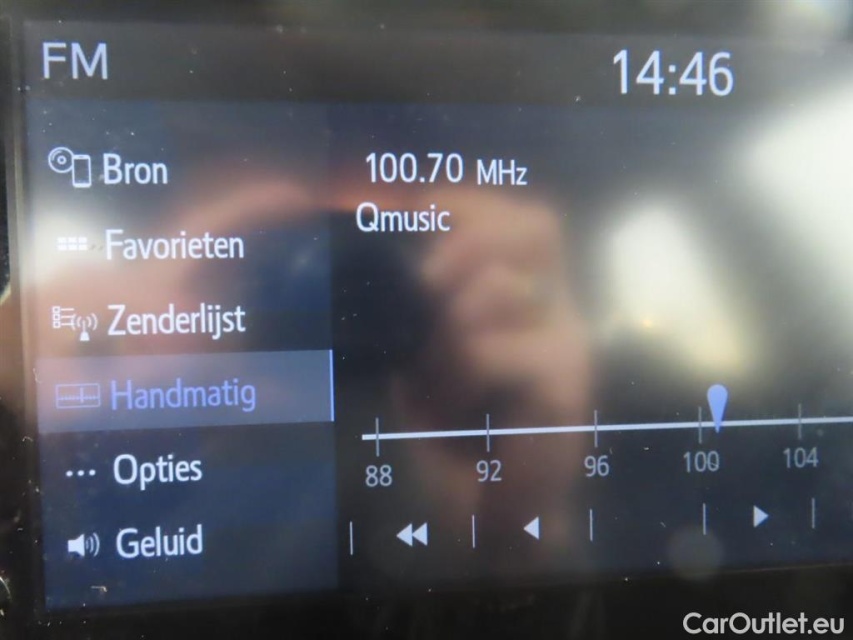 FM
14:46
Bron
Favorieten
Zenderlijst
Handmatig
Opties
Geluid
100.70 MHz
Qmusic
88 92 96 100 104
CarOutlet.eu